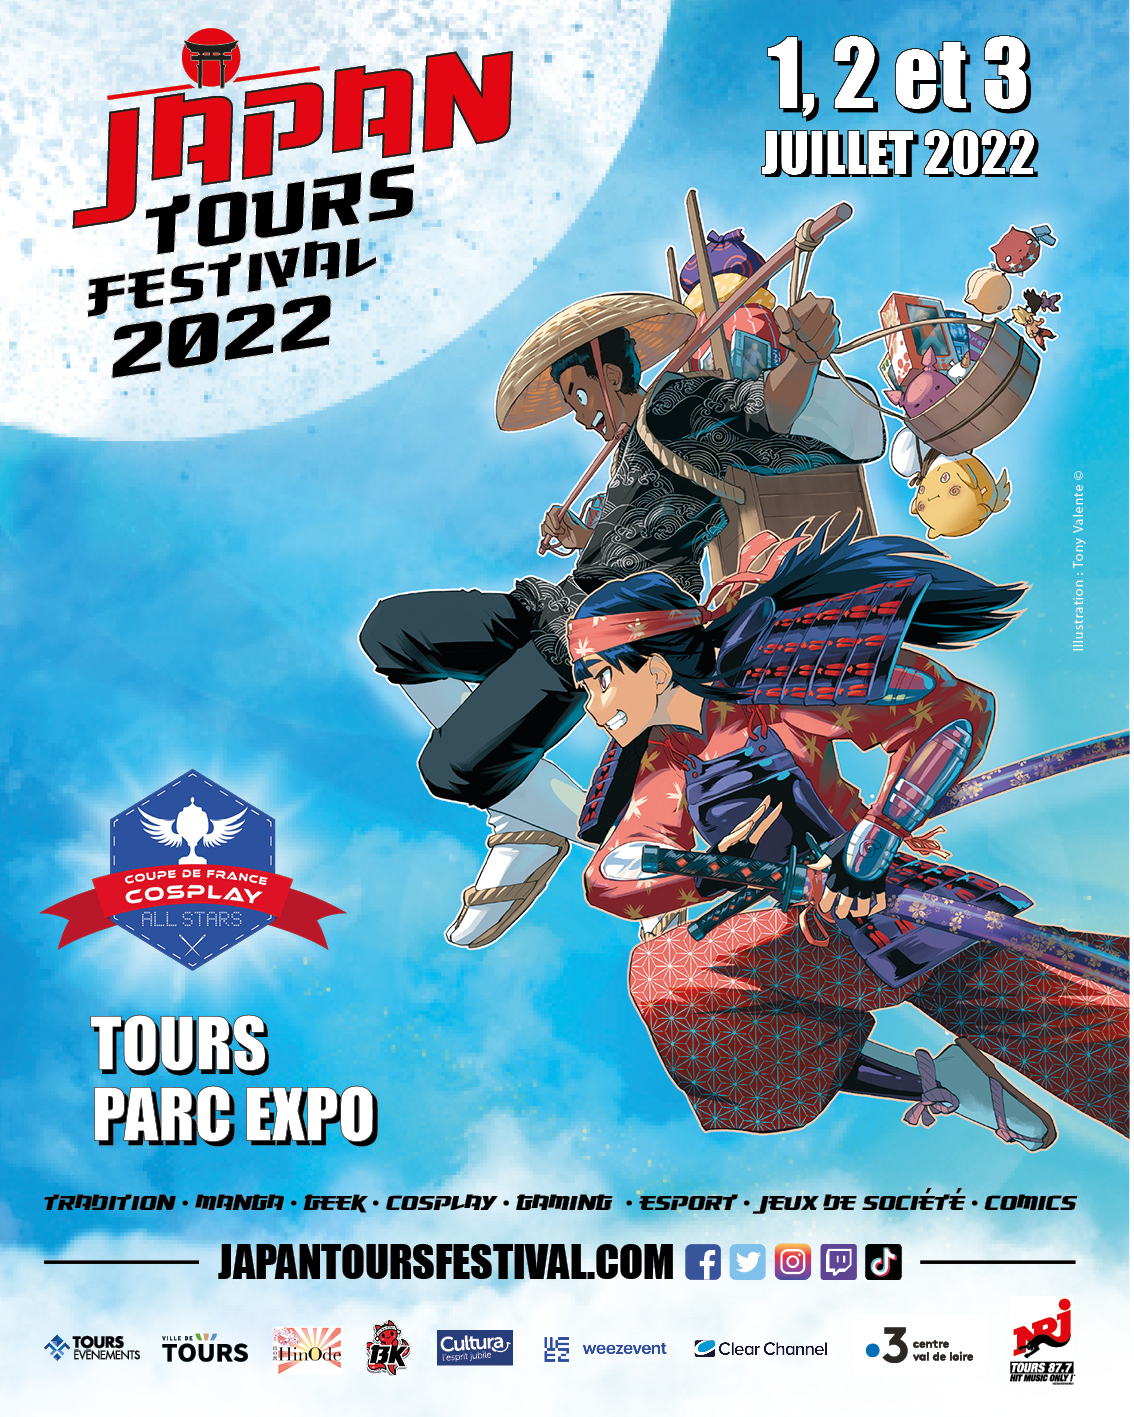 JAPAN
TOURS
FESTIVAL
2022
1, 2 et 3
JUILLET 2022
Illustration : Tony Valente ©
COUPE DE FRANCE
COSPLAY
ALL STARS
TOURS
PARC EXPO
TRADITION • MANGA • GEEK • COSPLAY • GAMING • ESPORT • JEUX DE SOCIÉTÉ • COMICS
JAPANTOURSFESTIVAL.COM
TOURS
ÉVÉNEMENTS
VILLE DE
TOURS
HinOde
13K
Cultura
l'esprit jubile
WEEZ
weezevent
Clear Channel
3 centre
val de loire
NRJ
TOURS 87.7
HIT MUSIC ONLY !